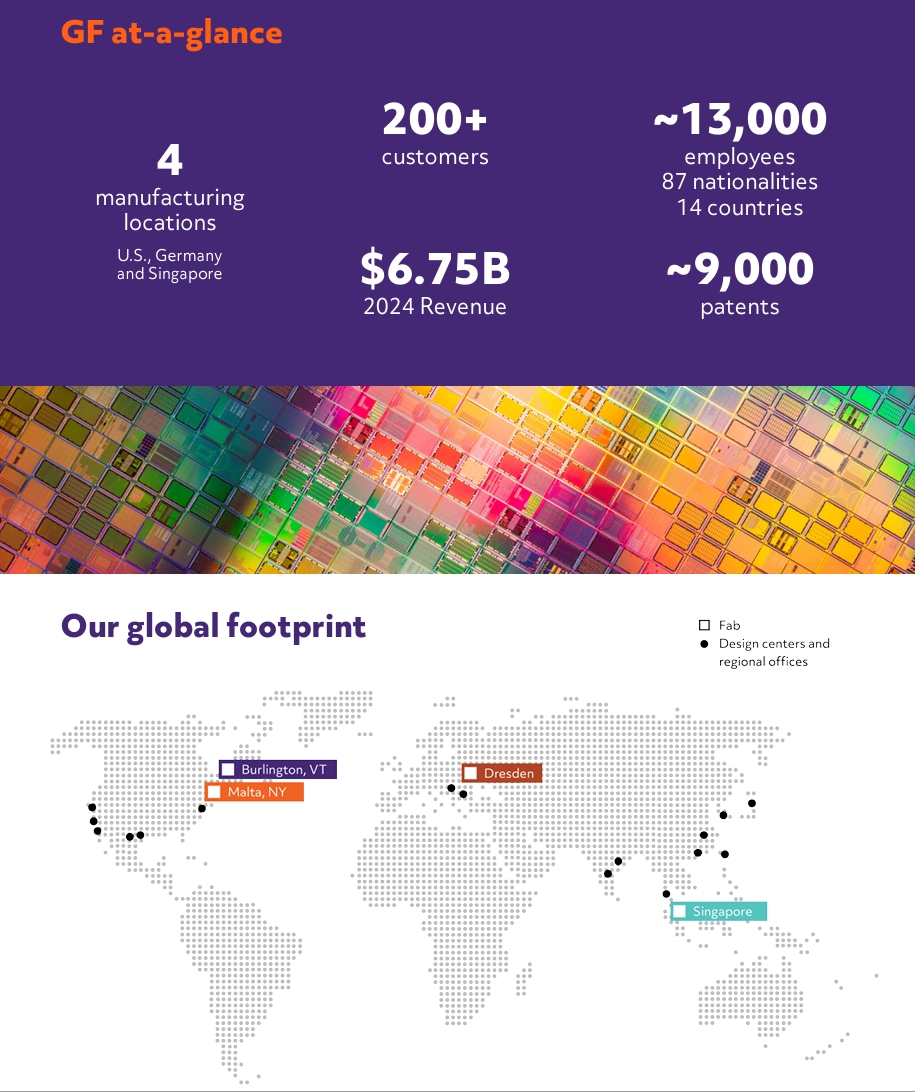 GF at-a-glance
4
manufacturing
locations
U.S., Germany
and Singapore
200+
customers
$6.75B
2024 Revenue
~13,000
employees
87 nationalities
14 countries
~9,000
patents
Our global footprint
Fab
Design centers and
regional offices
Burlington, VT
Malta, NY
Dresden
Singapore